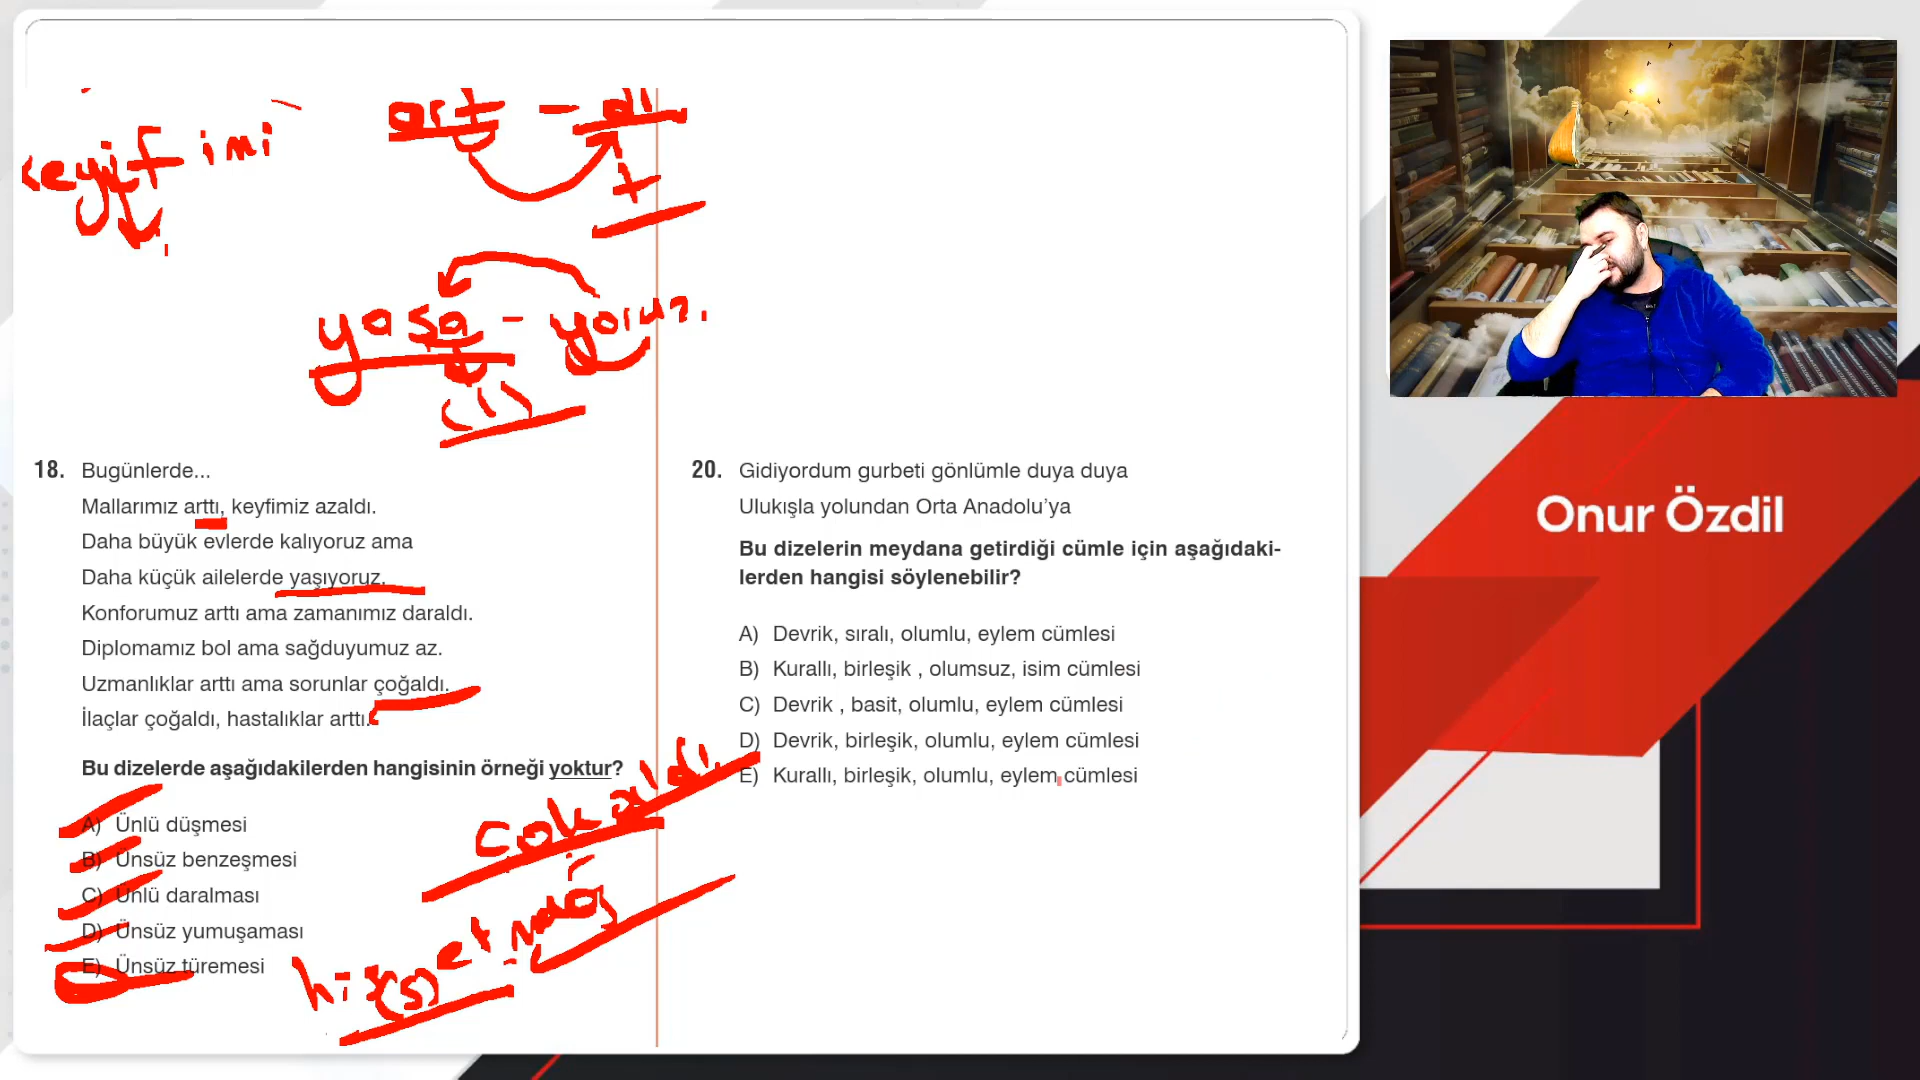 keyif imi
art - dı
t
yaşa - yoruz.
(ı)
18. Bugünlerde...
Mallarımız arttı, keyfimiz azaldı.
Daha büyük evlerde kalıyoruz ama
Daha küçük ailelerde yaşıyoruz.
Konforumuz arttı ama zamanımız daraldı.
Diplomamız bol ama sağduyumuz az.
Uzmanlıklar arttı ama sorunlar çoğaldı.
İlaçlar çoğaldı, hastalıklar arttı.
Bu dizelerde aşağıdakilerden hangisinin örneği yoktur?
A) Ünlü düşmesi
B) Ünsüz benzeşmesi
C) Ünlü daralması
D) Ünsüz yumuşaması
E) Ünsüz türemesi
çokaldı.
his(s)etmek
20. Gidiyordum gurbeti gönlümle duya duya
Ulukışla yolundan Orta Anadolu’ya
Bu dizelerin meydana getirdiği cümle için aşağıdaki-
lerden hangisi söylenebilir?
A) Devrik, sıralı, olumlu, eylem cümlesi
B) Kurallı, birleşik , olumsuz, isim cümlesi
C) Devrik , basit, olumlu, eylem cümlesi
D) Devrik, birleşik, olumlu, eylem cümlesi
E) Kurallı, birleşik, olumlu, eylem cümlesi
Onur Özdil